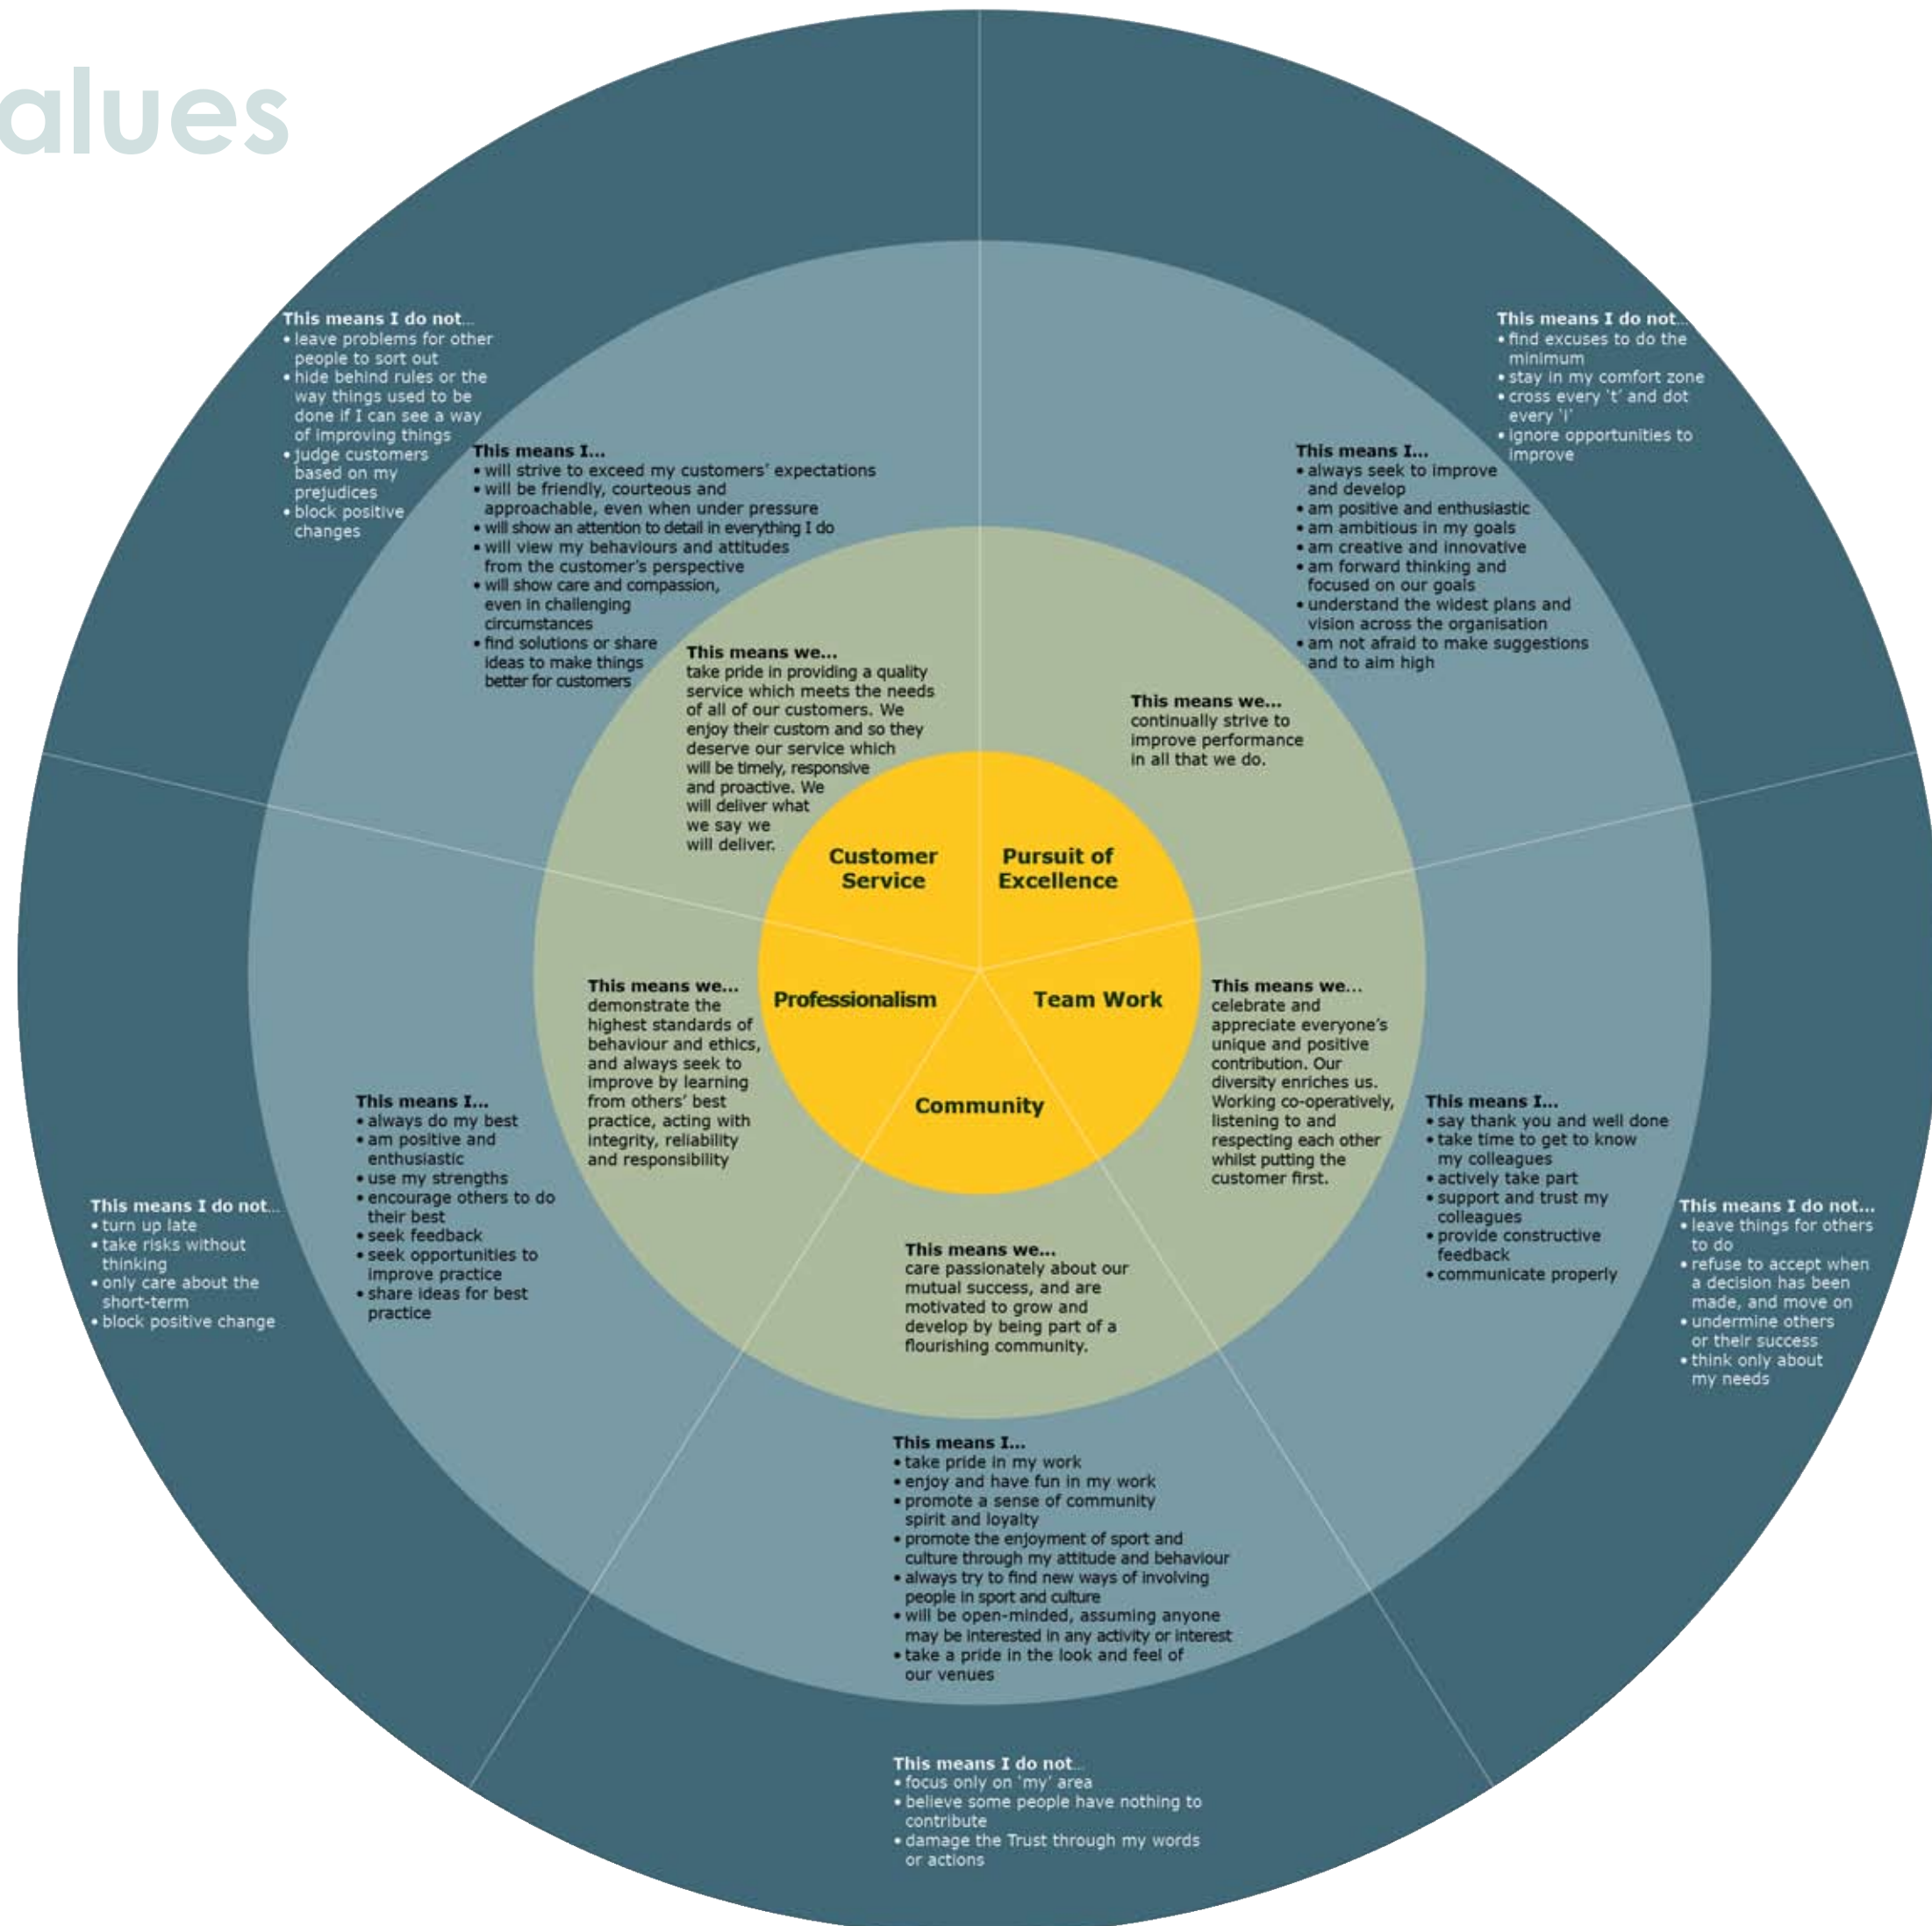 alues
This means I do not...
• leave problems for other
people to sort out
• hide behind rules or the
way things used to be
done if I can see a way
of improving things
• judge customers
based on my
prejudices
• block positive
changes
This means I...
• will strive to exceed my customers’ expectations
• will be friendly, courteous and
approachable, even when under pressure
• will show an attention to detail in everything I do
• will view my behaviours and attitudes
from the customer’s perspective
• will show care and compassion,
even in challenging
circumstances
• find solutions or share
ideas to make things
better for customers
This means we...
take pride in providing a quality
service which meets the needs
of all of our customers. We
enjoy their custom and so they
deserve our service which
will be timely, responsive
and proactive. We
will deliver what
we say we
will deliver.
Customer
Service
Pursuit of
Excellence
This means we...
continually strive to
improve performance
in all that we do.
This means I...
• always seek to improve
and develop
• am positive and enthusiastic
• am ambitious in my goals
• am creative and innovative
• am forward thinking and
focused on our goals
• understand the widest plans and
vision across the organisation
• am not afraid to make suggestions
and to aim high
This means I do not...
• find excuses to do the
minimum
• stay in my comfort zone
• cross every ‘t’ and dot
every ‘i’
• ignore opportunities to
improve
Team Work
This means we...
celebrate and
appreciate everyone’s
unique and positive
contribution. Our
diversity enriches us.
Working co-operatively,
listening to and
respecting each other
whilst putting the
customer first.
This means I...
• say thank you and well done
• take time to get to know
my colleagues
• actively take part
• support and trust my
colleagues
• provide constructive
feedback
• communicate properly
This means I do not...
• leave things for others
to do
• refuse to accept when
a decision has been
made, and move on
• undermine others
or their success
• think only about
my needs
Professionalism
This means we...
demonstrate the
highest standards of
behaviour and ethics,
and always seek to
improve by learning
from others’ best
practice, acting with
integrity, reliability
and responsibility
This means I...
• always do my best
• am positive and
enthusiastic
• use my strengths
• encourage others to do
their best
• seek feedback
• seek opportunities to
improve practice
• share ideas for best
practice
This means I do not...
• turn up late
• take risks without
thinking
• only care about the
short-term
• block positive change
Community
This means we...
care passionately about our
mutual success, and are
motivated to grow and
develop by being part of a
flourishing community.
This means I...
• take pride in my work
• enjoy and have fun in my work
• promote a sense of community
spirit and loyalty
• promote the enjoyment of sport and
culture through my attitude and behaviour
• always try to find new ways of involving
people in sport and culture
• will be open-minded, assuming anyone
may be interested in any activity or interest
• take a pride in the look and feel of
our venues
This means I do not...
• focus only on ‘my’ area
• believe some people have nothing to
contribute
• damage the Trust through my words
or actions